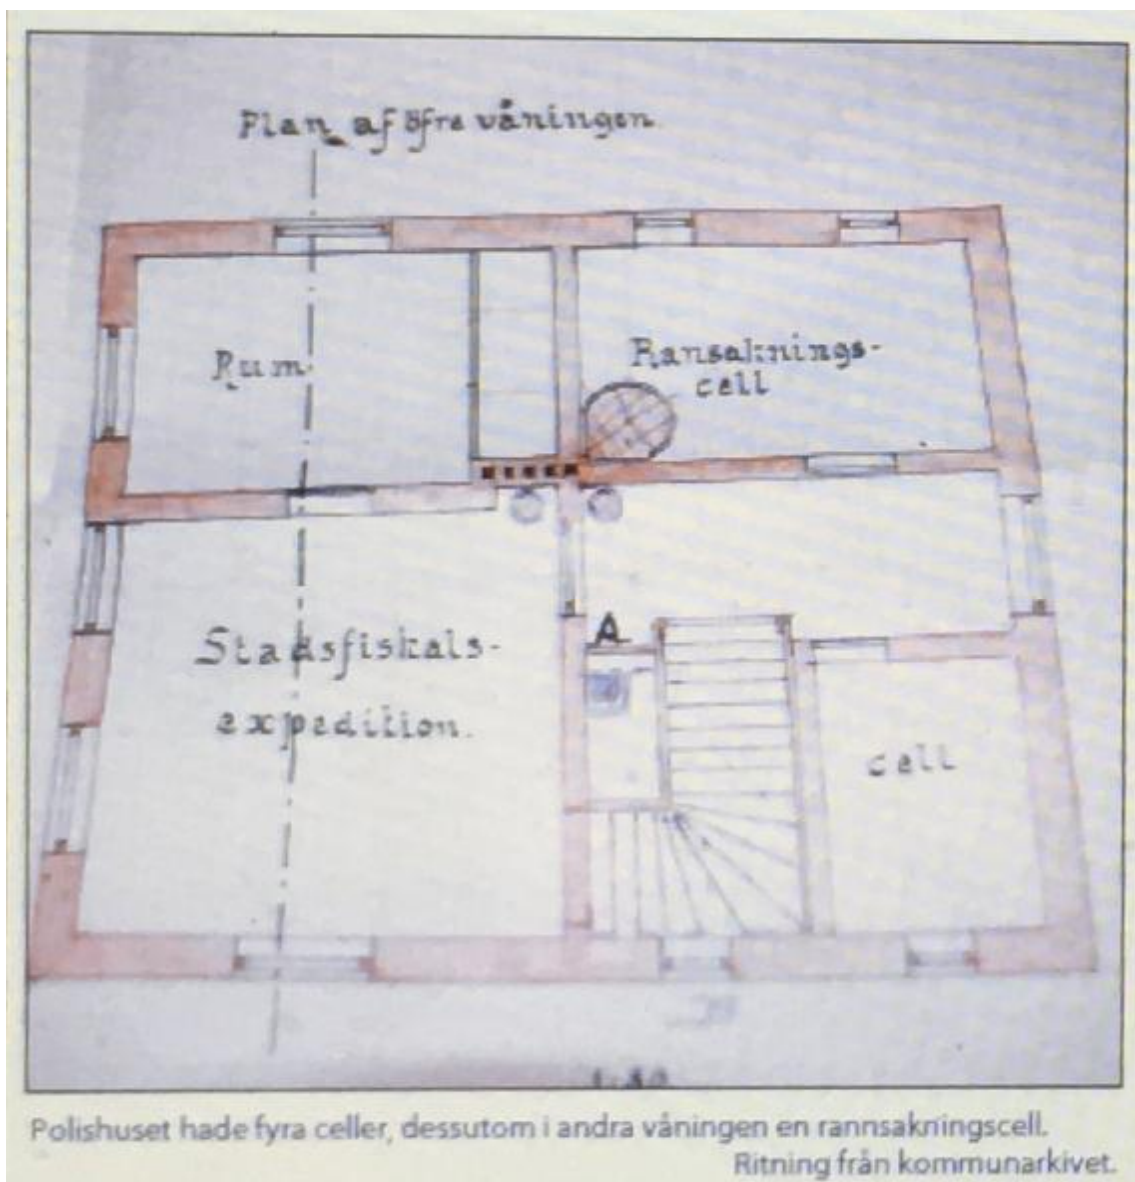 Plan af öfre våningen.
Rum
Ransaknings-
cell
A
Stadsfiskals-
expedition.
cell
Polishuset hade fyra celler, dessutom i andra våningen en rannsakningscell.
Ritning från kommunarkivet.